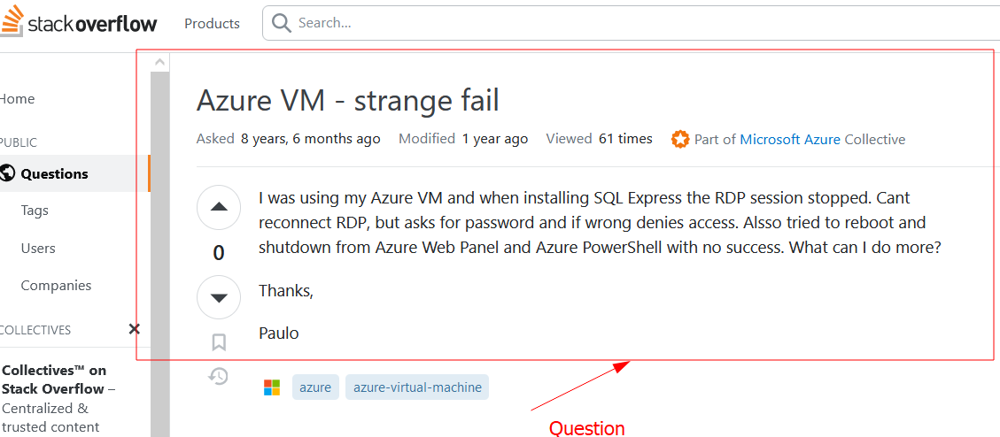 stackoverflow Products Search...
Azure VM - strange fail
Asked 8 years, 6 months ago Modified 1 year ago Viewed 61 times Part of Microsoft Azure Collective
Home
PUBLIC
Questions
Tags
Users
Companies
COLLECTIVES
Collectives™ on
Stack Overflow –
Centralized &
trusted content
I was using my Azure VM and when installing SQL Express the RDP session stopped. Cant
reconnect RDP, but asks for password and if wrong denies access. Alsso tried to reboot and
shutdown from Azure Web Panel and Azure PowerShell with no success. What can I do more?
0
Thanks,
Paulo
azure azure-virtual-machine
Question